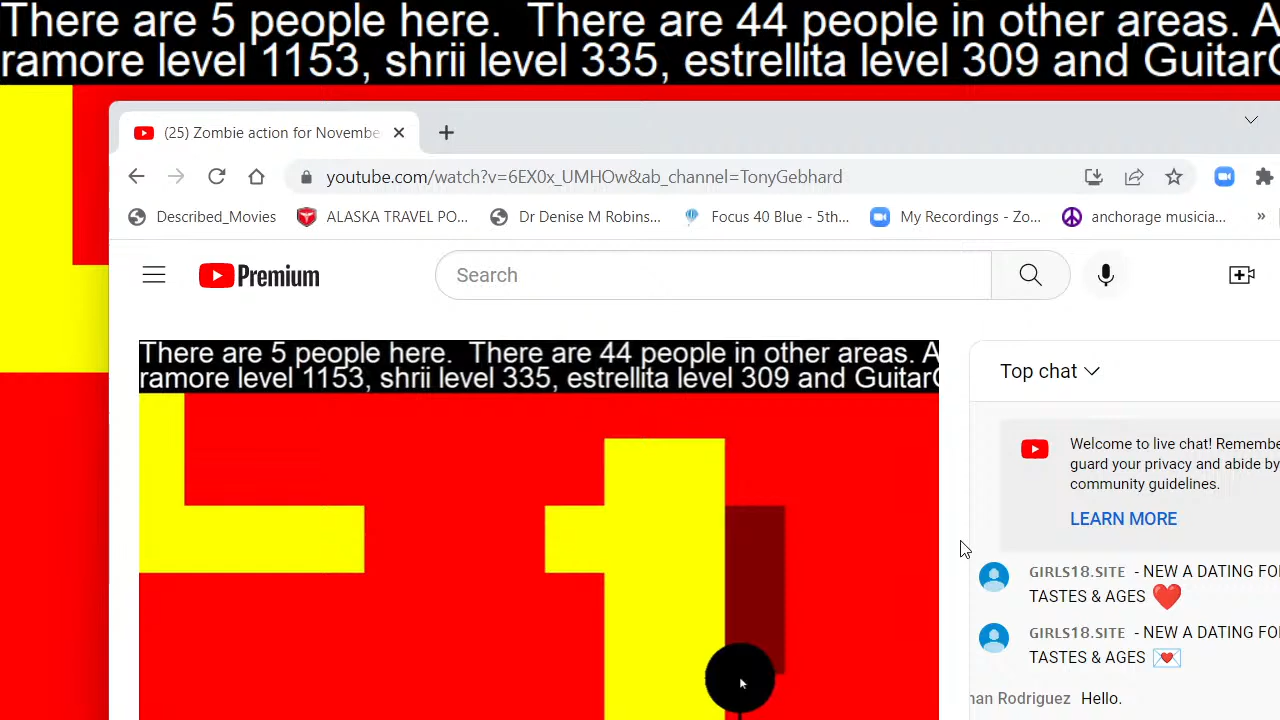 There are 5 people here.  There are 44 people in other areas. A
ramore level 1153, shrii level 335, estrellita level 309 and Guitar
(25) Zombie action for Novembe
youtube.com/watch?v=6EX0x_UMHOw&ab_channel=TonyGebhard
Described_Movies ALASKA TRAVEL PO... Dr Denise M Robins... Focus 40 Blue - 5th... My Recordings - Zo... anchorage musicia... »
Premium Search
There are 5 people here.  There are 44 people in other areas. A
ramore level 1153, shrii level 335, estrellita level 309 and Guitar
Top chat
Welcome to live chat! Remembe
guard your privacy and abide by
community guidelines.
LEARN MORE
GIRLS18.SITE - NEW A DATING FO
TASTES & AGES ❤️
GIRLS18.SITE - NEW A DATING FO
TASTES & AGES 💌
nan Rodriguez Hello.